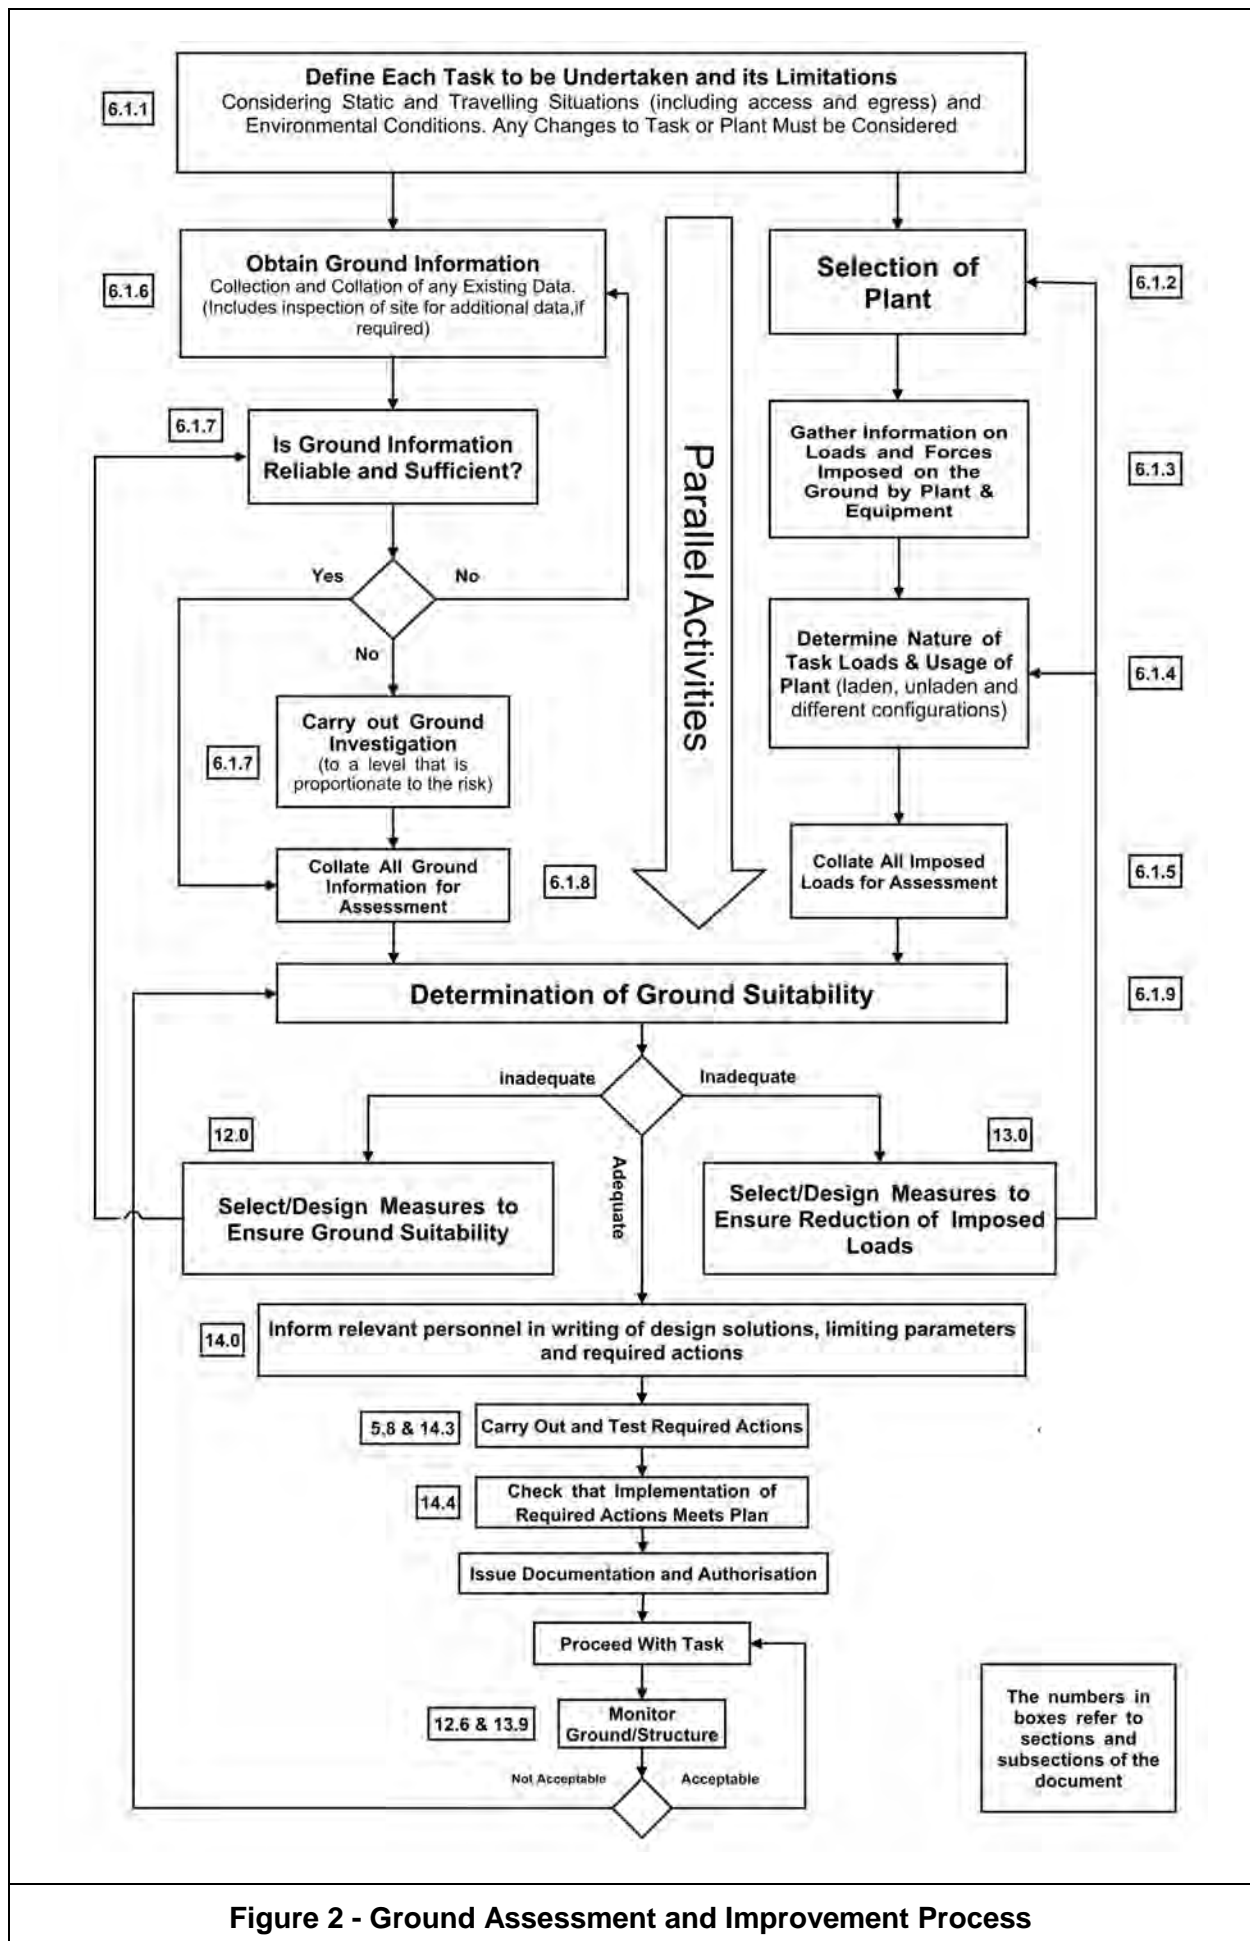 Define Each Task to be Undertaken and its Limitations
Considering Static and Travelling Situations (including access and egress) and
Environmental Conditions. Any Changes to Task or Plant Must be Considered
6.1.1
Obtain Ground Information
Collection and Collation of any Existing Data.
(Includes inspection of site for additional data,if
required)
6.1.6
Selection of
Plant
6.1.2
6.1.7
Is Ground Information
Reliable and Sufficient?
Gather Information on
Loads and Forces
Imposed on the
Ground by Plant &
Equipment
6.1.3
Parallel Activities
Yes
No
No
Determine Nature of
Task Loads & Usage of
Plant (laden, unladen and
different configurations)
6.1.4
Carry out Ground
Investigation
(to a level that is
proportionate to the risk)
6.1.7
Collate All Ground
Information for
Assessment
6.1.8
Collate All Imposed
Loads for Assessment
6.1.5
Determination of Ground Suitability
6.1.9
Inadequate
Inadequate
Adequate
12.0
13.0
Select/Design Measures to
Ensure Ground Suitability
Select/Design Measures to
Ensure Reduction of Imposed
Loads
14.0
Inform relevant personnel in writing of design solutions, limiting parameters
and required actions
5,8 & 14.3
Carry Out and Test Required Actions
14.4
Check that Implementation of
Required Actions Meets Plan
Issue Documentation and Authorisation
Proceed With Task
12.6 & 13.9
Monitor
Ground/Structure
Not Acceptable
Acceptable
The numbers in
boxes refer to
sections and
subsections of the
document
Figure 2 - Ground Assessment and Improvement Process